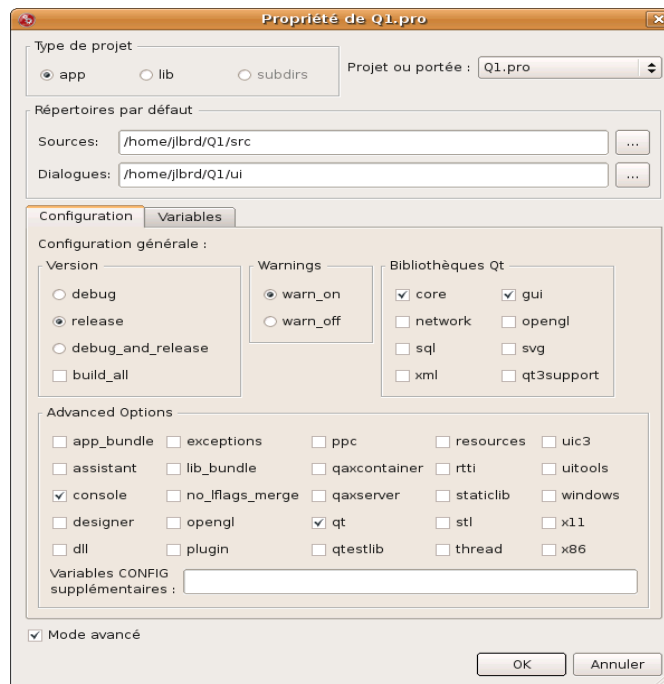 Propriété de Q1.pro
Type de projet
app lib subdirs
Projet ou portée : Q1.pro
Répertoires par défaut
Sources: /home/jlbrd/Q1/src ...
Dialogues: /home/jlbrd/Q1/ui ...
Configuration Variables
Configuration générale :
Version Warnings Bibliothèques Qt
debug warn_on core gui
release warn_off network opengl
debug_and_release sql svg
build_all xml qt3support
Advanced Options
app_bundle exceptions ppc resources uic3
assistant lib_bundle qaxcontainer rtti uitools
console no_lflags_merge qaxserver staticlib windows
designer opengl qt stl x11
dll plugin qtestlib thread x86
Variables CONFIG
supplémentaires :
Mode avancé
OK Annuler